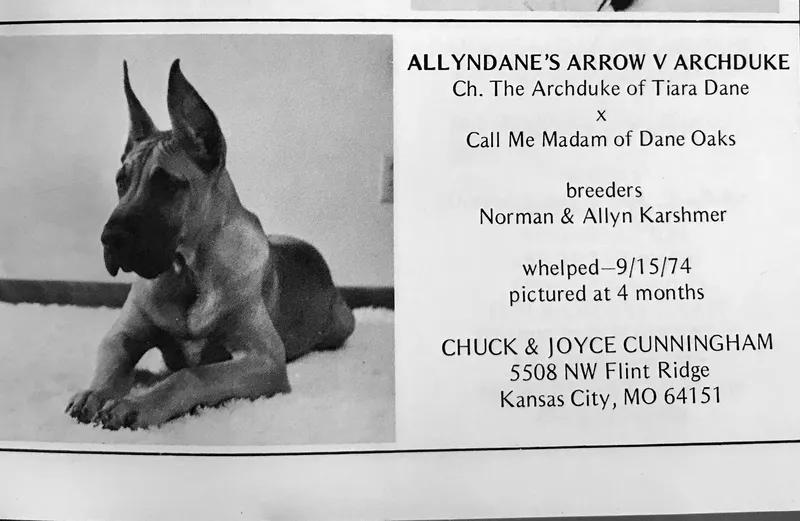 ALLYNDANE'S ARROW V ARCHDUKE
Ch. The Archduke of Tiara Dane
x
Call Me Madam of Dane Oaks
breeders
Norman & Allyn Karshmer
whelped—9/15/74
pictured at 4 months
CHUCK & JOYCE CUNNINGHAM
5508 NW Flint Ridge
Kansas City, MO 64151